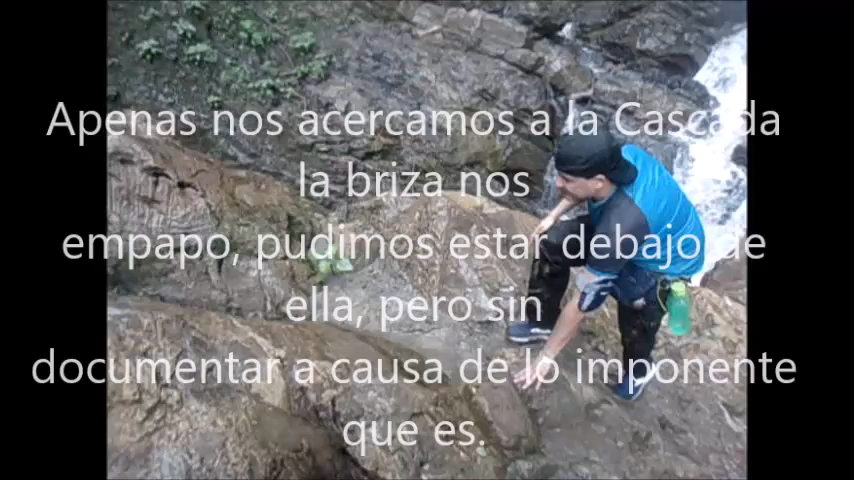 Apenas nos acercamos a la Cascada
la briza nos
empapo, pudimos estar debajo de
ella, pero sin
documentar a causa de lo imponente
que es.